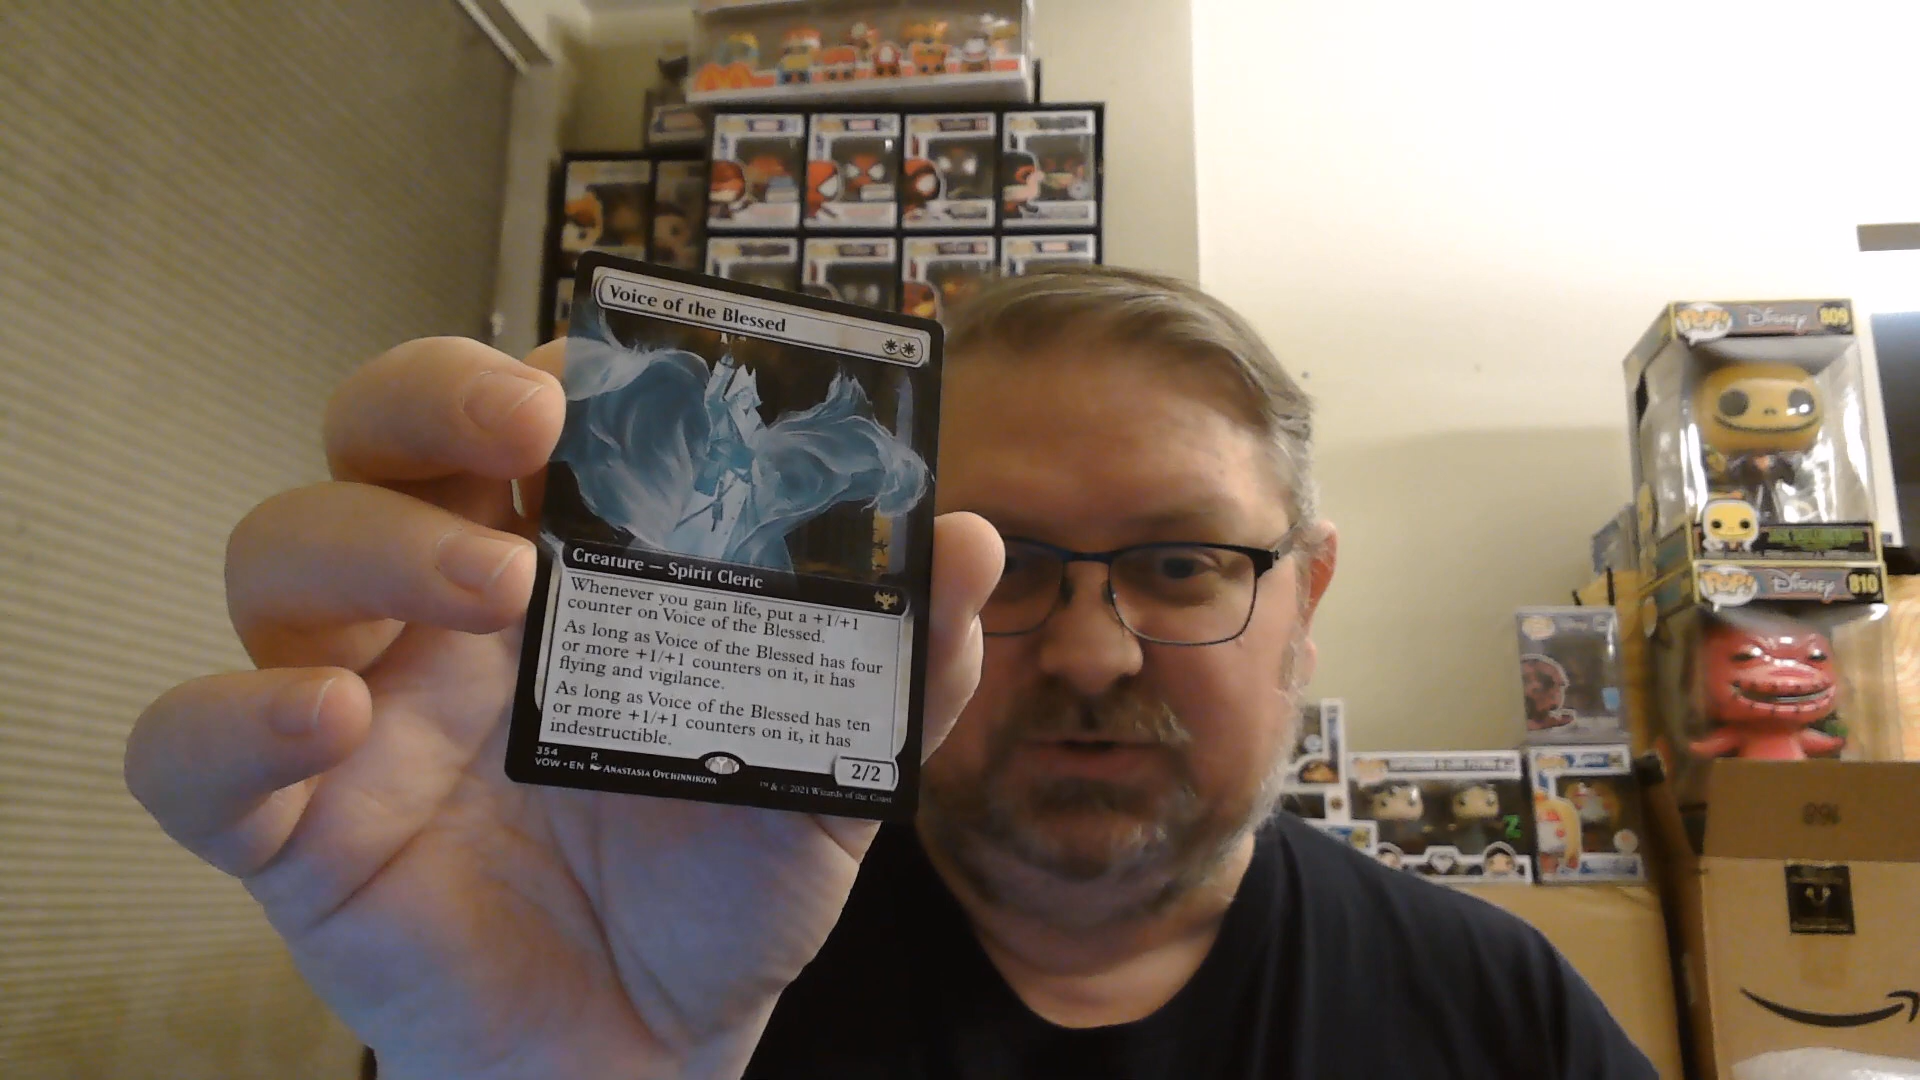 Voice of the Blessed
Creature — Spirit Cleric
Whenever you gain life, put a +1/+1
counter on Voice of the Blessed.
As long as Voice of the Blessed has four
or more +1/+1 counters on it, it has
flying and vigilance.
As long as Voice of the Blessed has ten
or more +1/+1 counters on it, it has
indestructible.
354 R
VOW • EN ANASTASIA OVCHINNIKOVA
2/2
™ & © 2021 Wizards of the Coast
POP! Disney 809
POP! Disney 810